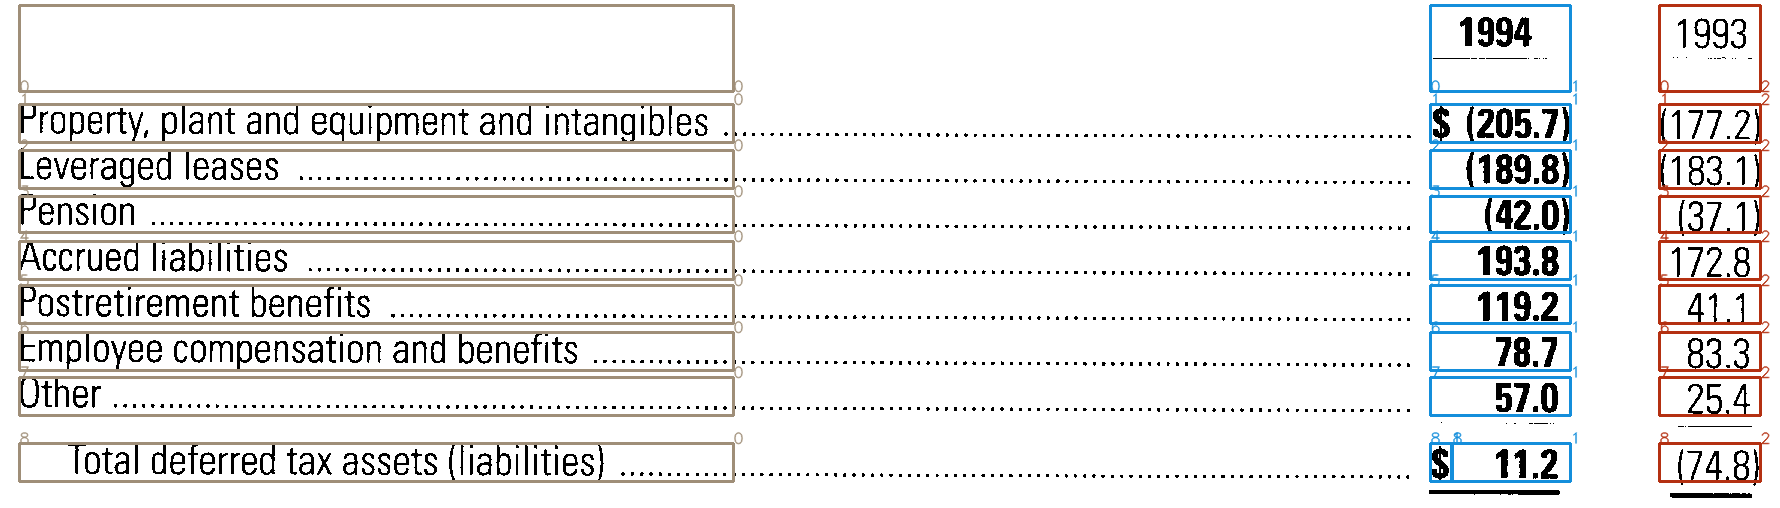 1994 1993
Property, plant and equipment and intangibles $ (205.7) (177.2)
Leveraged leases (189.8) (183.1)
Pension (42.0) (37.1)
Accrued liabilities 193.8 172.8
Postretirement benefits 119.2 41.1
Employee compensation and benefits 78.7 83.3
Other 57.0 25.4
Total deferred tax assets (liabilities) $ 11.2 (74.8)